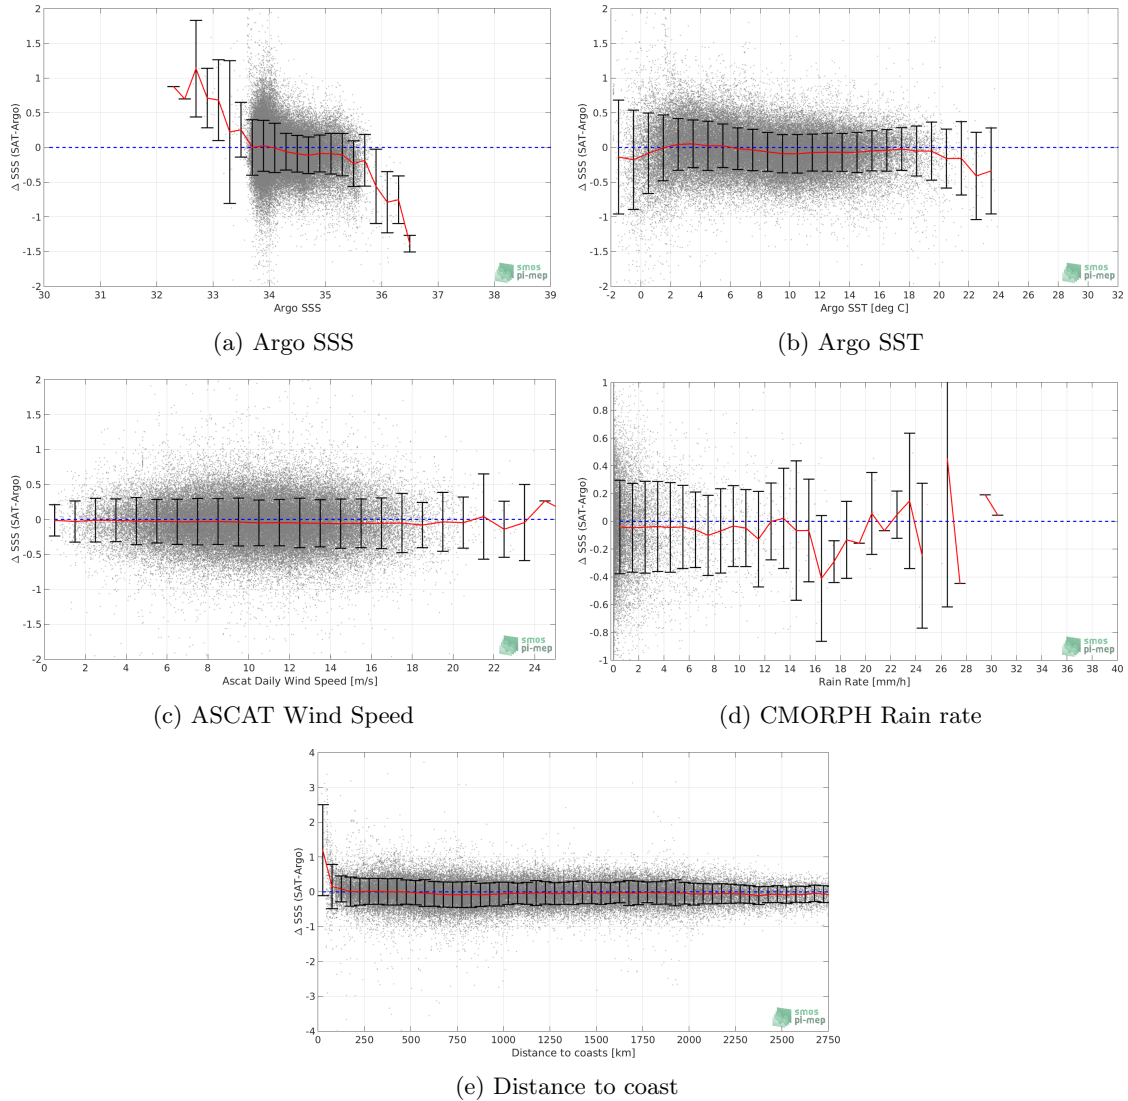 2
1.5
1
0.5
0
-0.5
-1
-1.5
-2
Δ SSS (SAT-Argo)
30 31 32 33 34 35 36 37 38 39
Argo SSS
smos
pi-mep
(a) Argo SSS
2
1.5
1
0.5
0
-0.5
-1
-1.5
-2
Δ SSS (SAT-Argo)
-2 0 2 4 6 8 10 12 14 16 18 20 22 24 26 28 30 32
Argo SST [deg C]
smos
pi-mep
(b) Argo SST
2
1.5
1
0.5
0
-0.5
-1
-1.5
-2
Δ SSS (SAT-Argo)
0 2 4 6 8 10 12 14 16 18 20 22 24
Ascat Daily Wind Speed [m/s]
smos
pi-mep
(c) ASCAT Wind Speed
1
0.8
0.6
0.4
0.2
0
-0.2
-0.4
-0.6
-0.8
-1
Δ SSS (SAT-Argo)
0 2 4 6 8 10 12 14 16 18 20 22 24 26 28 30 32 34 36 38 40
Rain Rate [mm/h]
smos
pi-mep
(d) CMORPH Rain rate
4
3
2
1
0
-1
-2
-3
-4
Δ SSS (SAT-Argo)
0 250 500 750 1000 1250 1500 1750 2000 2250 2500 2750
Distance to coasts [km]
smos
pi-mep
(e) Distance to coast